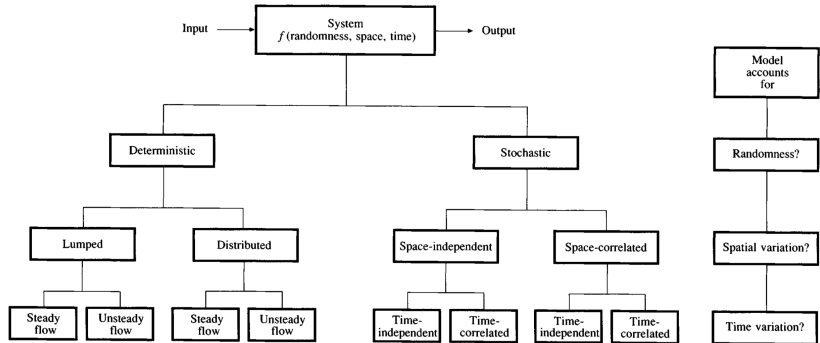 System
Input
f (randomness, space, time)
Output
Model
accounts
for
Deterministic
Stochastic
Randomness?
Lumped
Distributed
Space-independent
Space-correlated
Spatial variation?
Steady
flow
Unsteady
flow
Steady
flow
Unsteady
flow
Time-
independent
Time-
correlated
Time-
independent
Time-
correlated
Time variation?